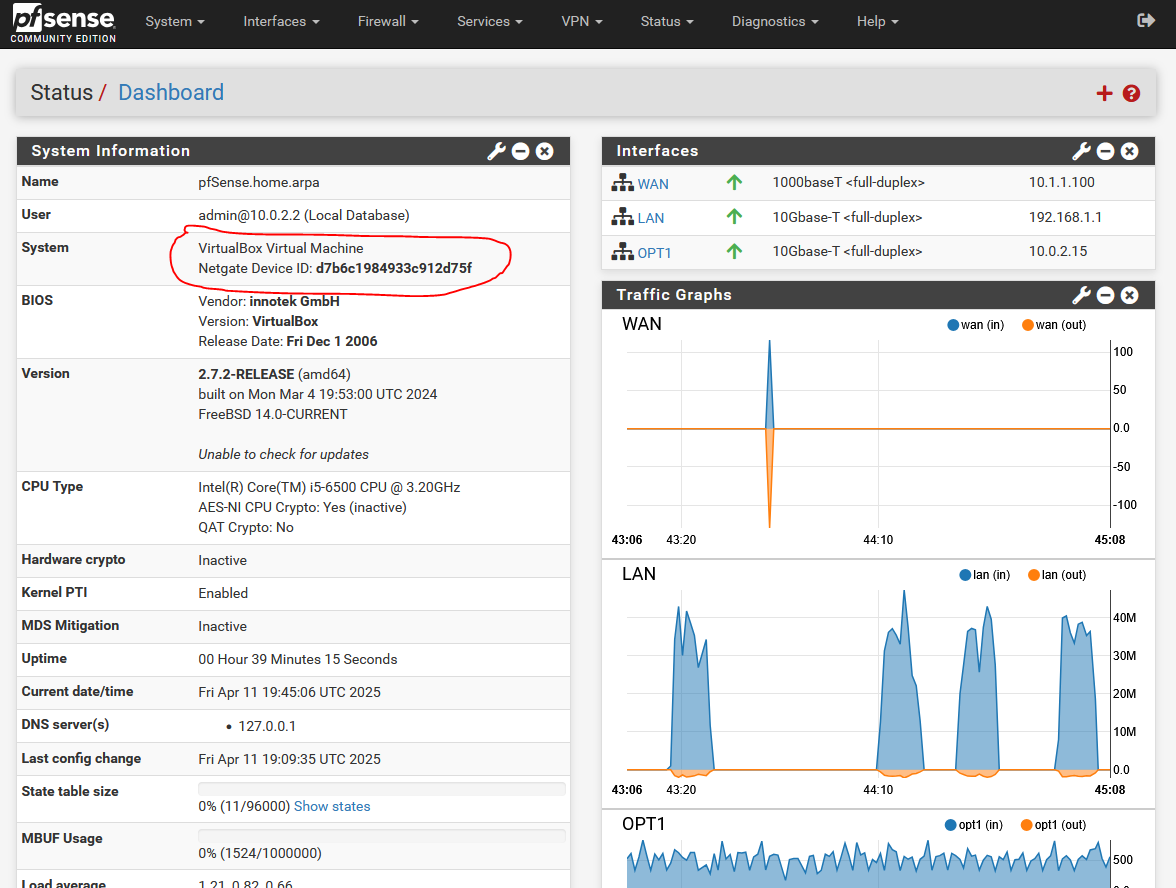 pfsense
COMMUNITY EDITION
System Interfaces Firewall Services VPN Status Diagnostics Help
Status / Dashboard
System Information
Name pfSense.home.arpa
User admin@10.0.2.2 (Local Database)
System VirtualBox Virtual Machine
Netgate Device ID: d7b6c1984933c912d75f
BIOS Vendor: innotek GmbH
Version: VirtualBox
Release Date: Fri Dec 1 2006
Version 2.7.2-RELEASE (amd64)
built on Mon Mar 4 19:53:00 UTC 2024
FreeBSD 14.0-CURRENT
Unable to check for updates
CPU Type Intel(R) Core(TM) i5-6500 CPU @ 3.20GHz
AES-NI CPU Crypto: Yes (inactive)
QAT Crypto: No
Hardware crypto Inactive
Kernel PTI Enabled
MDS Mitigation Inactive
Uptime 00 Hour 39 Minutes 15 Seconds
Current date/time Fri Apr 11 19:45:06 UTC 2025
DNS server(s) • 127.0.0.1
Last config change Fri Apr 11 19:09:35 UTC 2025
State table size
0% (11/96000) Show states
MBUF Usage
0% (1524/1000000)
Load average 1.21, 0.82, 0.66
Interfaces
WAN 1000baseT <full-duplex> 10.1.1.100
LAN 10Gbase-T <full-duplex> 192.168.1.1
OPT1 10Gbase-T <full-duplex> 10.0.2.15
Traffic Graphs
WAN wan (in) wan (out)
100
50
0.0
-50
-100
43:06 43:20 44:10 45:08
LAN lan (in) lan (out)
40M
30M
20M
10M
0.0
43:06 43:20 44:10 45:08
OPT1 opt1 (in) opt1 (out)
500